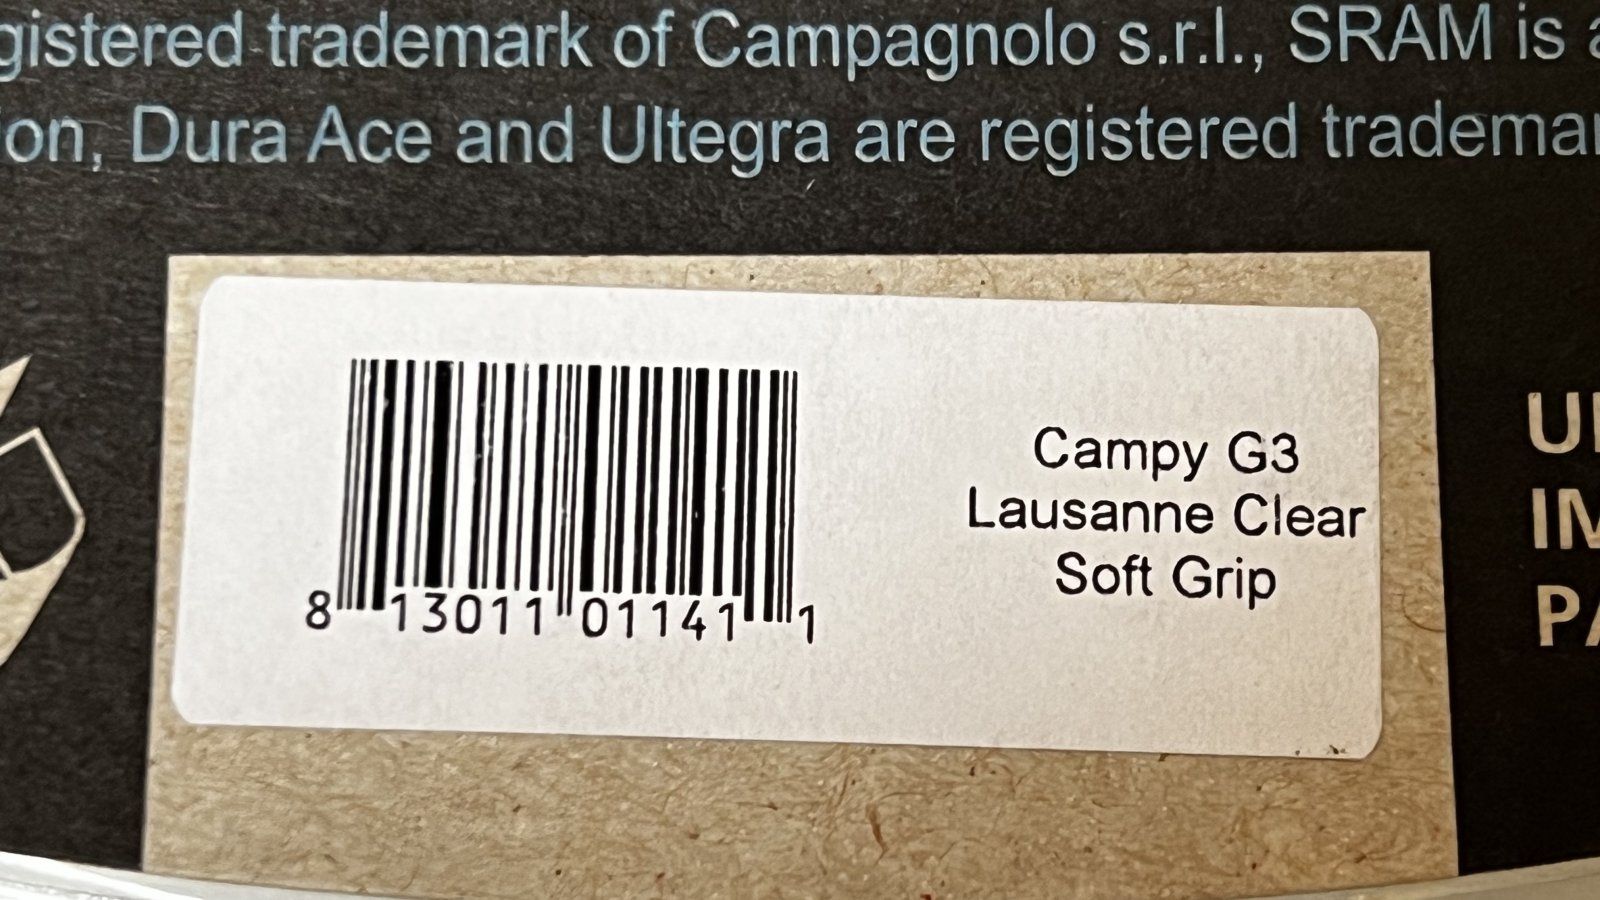 gistered trademark of Campagnolo s.r.l., SRAM is a
ion, Dura Ace and Ultegra are registered trademar
Campy G3
Lausanne Clear
Soft Grip
8 13011 01141 1